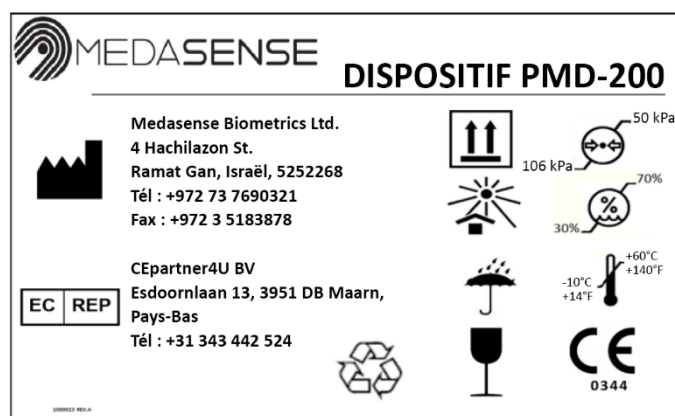 MEDASENSE
DISPOSITIF PMD-200
Medasense Biometrics Ltd.
4 Hachilazon St.
Ramat Gan, Israël, 5252268
Tél : +972 73 7690321
Fax : +972 3 5183878
50 kPa
106 kPa
70%
%
30%
EC REP
CEpartner4U BV
Esdoornlaan 13, 3951 DB Maarn,
Pays-Bas
Tél : +31 343 442 524
+60°C
+140°F
-10°C
+14°F
CE
0344
1000023 REV.A